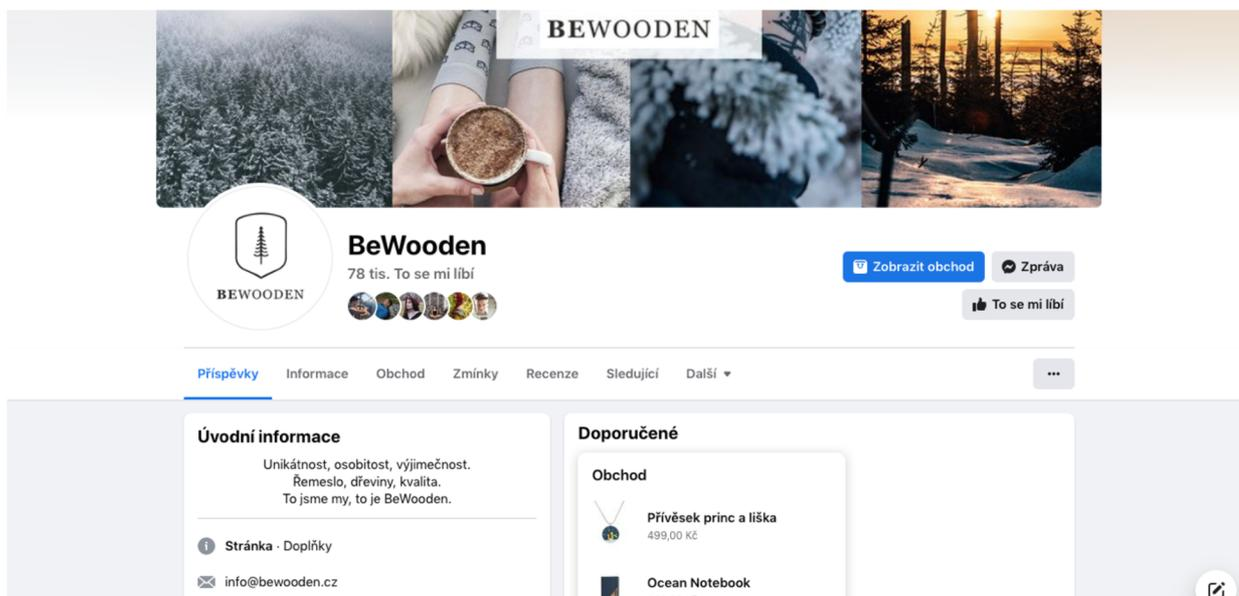 BEWOODEN
BEWOODEN
BeWooden
78 tis. To se mi líbí
Zobrazit obchod
Zpráva
To se mi líbí
Příspěvky
Informace
Obchod
Zmínky
Recenze
Sledující
Další
Úvodní informace
Unikátnost, osobitost, výjimečnost.
Řemeslo, dřeviny, kvalita.
To jsme my, to je BeWooden.
Stránka · Doplňky
info@bewooden.cz
Doporučené
Obchod
Přívěsek princ a liška
499,00 Kč
Ocean Notebook